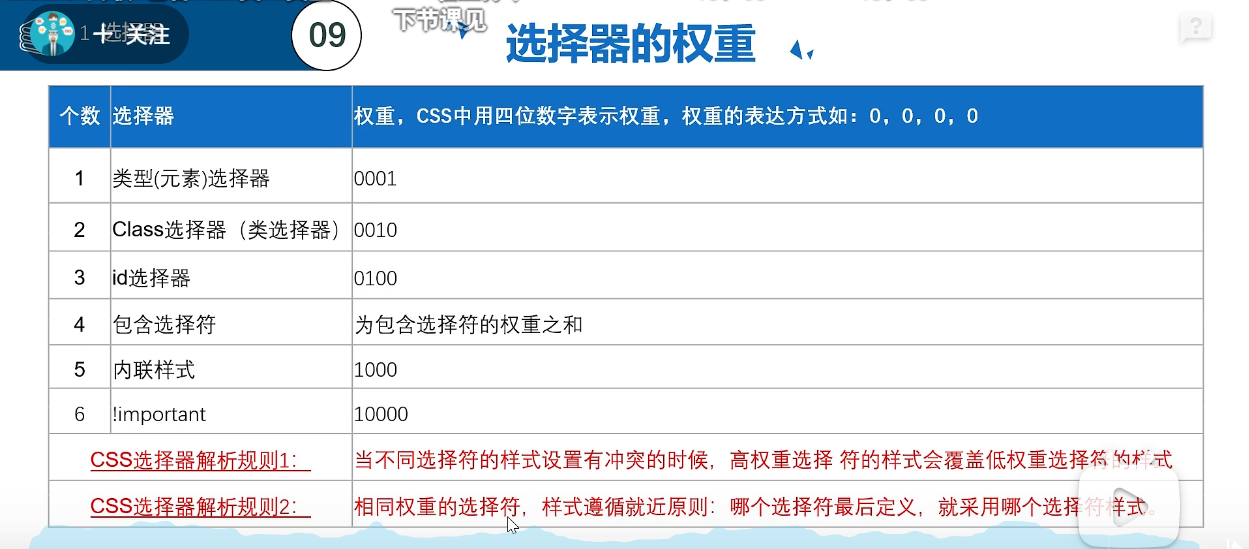 下节课见
关注
09
选择器的权重
个数 选择器 权重，CSS中用四位数字表示权重，权重的表达方式如：0，0，0，0
1 类型(元素)选择器 0001
2 Class选择器（类选择器） 0010
3 id选择器 0100
4 包含选择符 为包含选择符的权重之和
5 内联样式 1000
6 !important 10000
CSS选择器解析规则1： 当不同选择符的样式设置有冲突的时候，高权重选择 符的样式会覆盖低权重选择符的样式
CSS选择器解析规则2： 相同权重的选择符，样式遵循就近原则：哪个选择符最后定义，就采用哪个选择符样式。